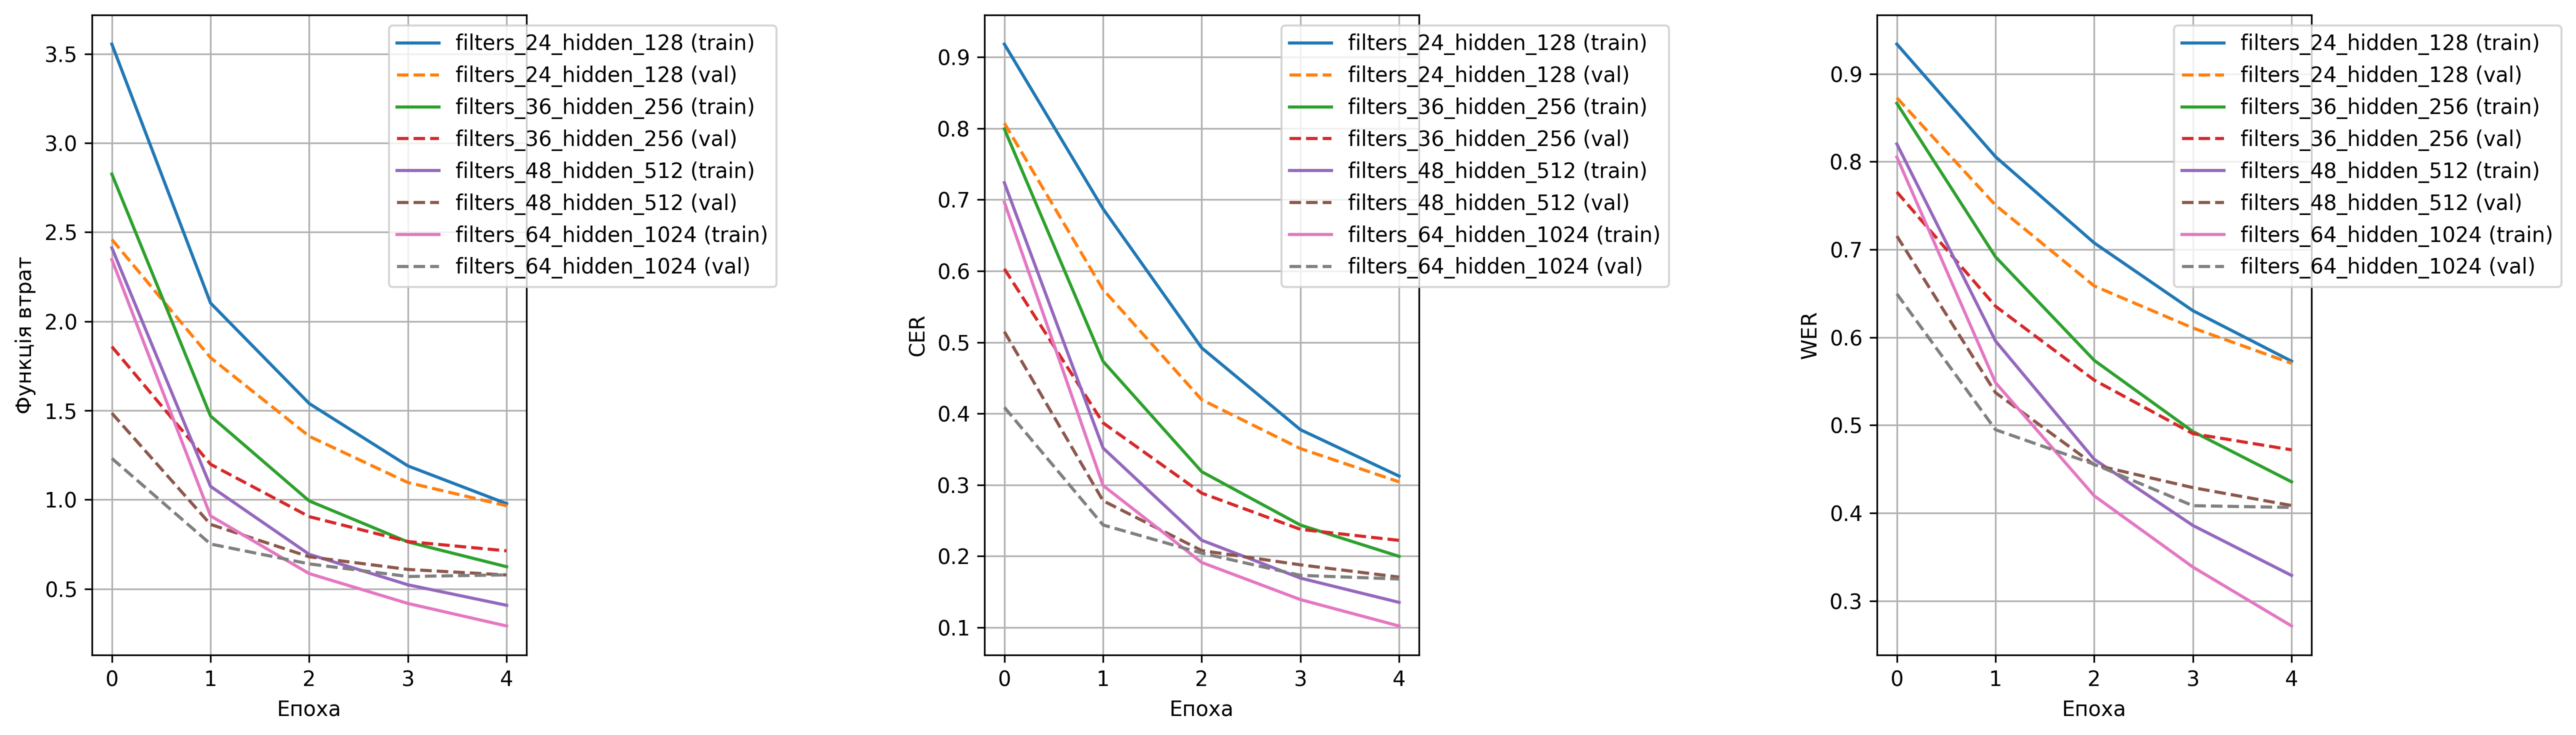 3.5
3.0
2.5
2.0
1.5
1.0
0.5
Функція втрат
0
1
2
3
4
Епоха
filters_24_hidden_128 (train)
filters_24_hidden_128 (val)
filters_36_hidden_256 (train)
filters_36_hidden_256 (val)
filters_48_hidden_512 (train)
filters_48_hidden_512 (val)
filters_64_hidden_1024 (train)
filters_64_hidden_1024 (val)
0.9
0.8
0.7
0.6
0.5
0.4
0.3
0.2
0.1
CER
0
1
2
3
4
Епоха
filters_24_hidden_128 (train)
filters_24_hidden_128 (val)
filters_36_hidden_256 (train)
filters_36_hidden_256 (val)
filters_48_hidden_512 (train)
filters_48_hidden_512 (val)
filters_64_hidden_1024 (train)
filters_64_hidden_1024 (val)
0.9
0.8
0.7
0.6
0.5
0.4
0.3
WER
0
1
2
3
4
Епоха
filters_24_hidden_128 (train)
filters_24_hidden_128 (val)
filters_36_hidden_256 (train)
filters_36_hidden_256 (val)
filters_48_hidden_512 (train)
filters_48_hidden_512 (val)
filters_64_hidden_1024 (train)
filters_64_hidden_1024 (val)